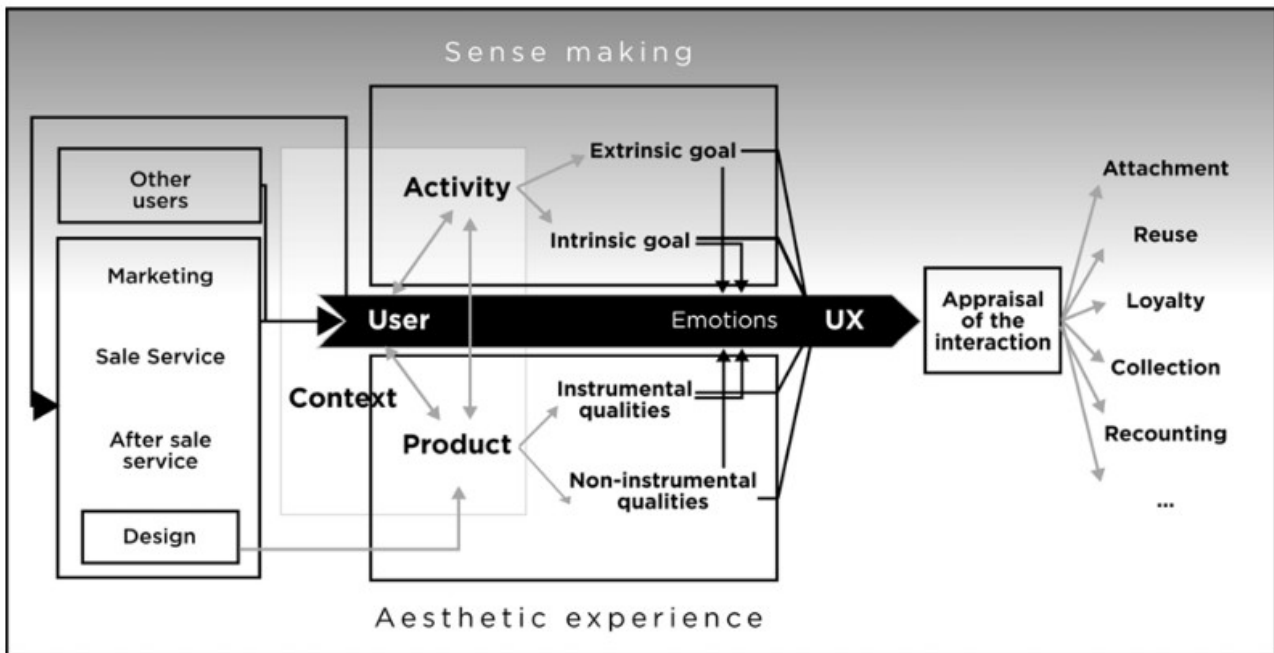 Sense making
Other
users
Marketing
Sale Service
After sale
service
Design
Context
Activity
Extrinsic goal
Intrinsic goal
User
Emotions
UX
Product
Instrumental
qualities
Non-instrumental
qualities
Aesthetic experience
Appraisal
of the
interaction
Attachment
Reuse
Loyalty
Collection
Recounting
...